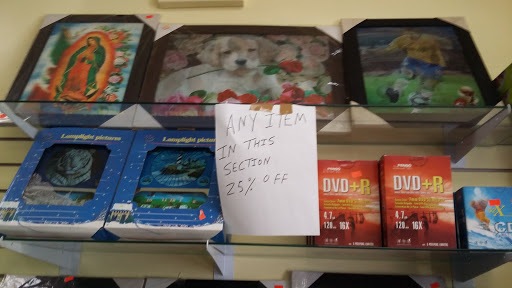 ANY ITEM
IN THIS
SECTION
25% OFF
Lamplight pictures
Lamplight pictures
DVD+R
4.7
120 16X
DVD+R
4.7
120 16X
CD